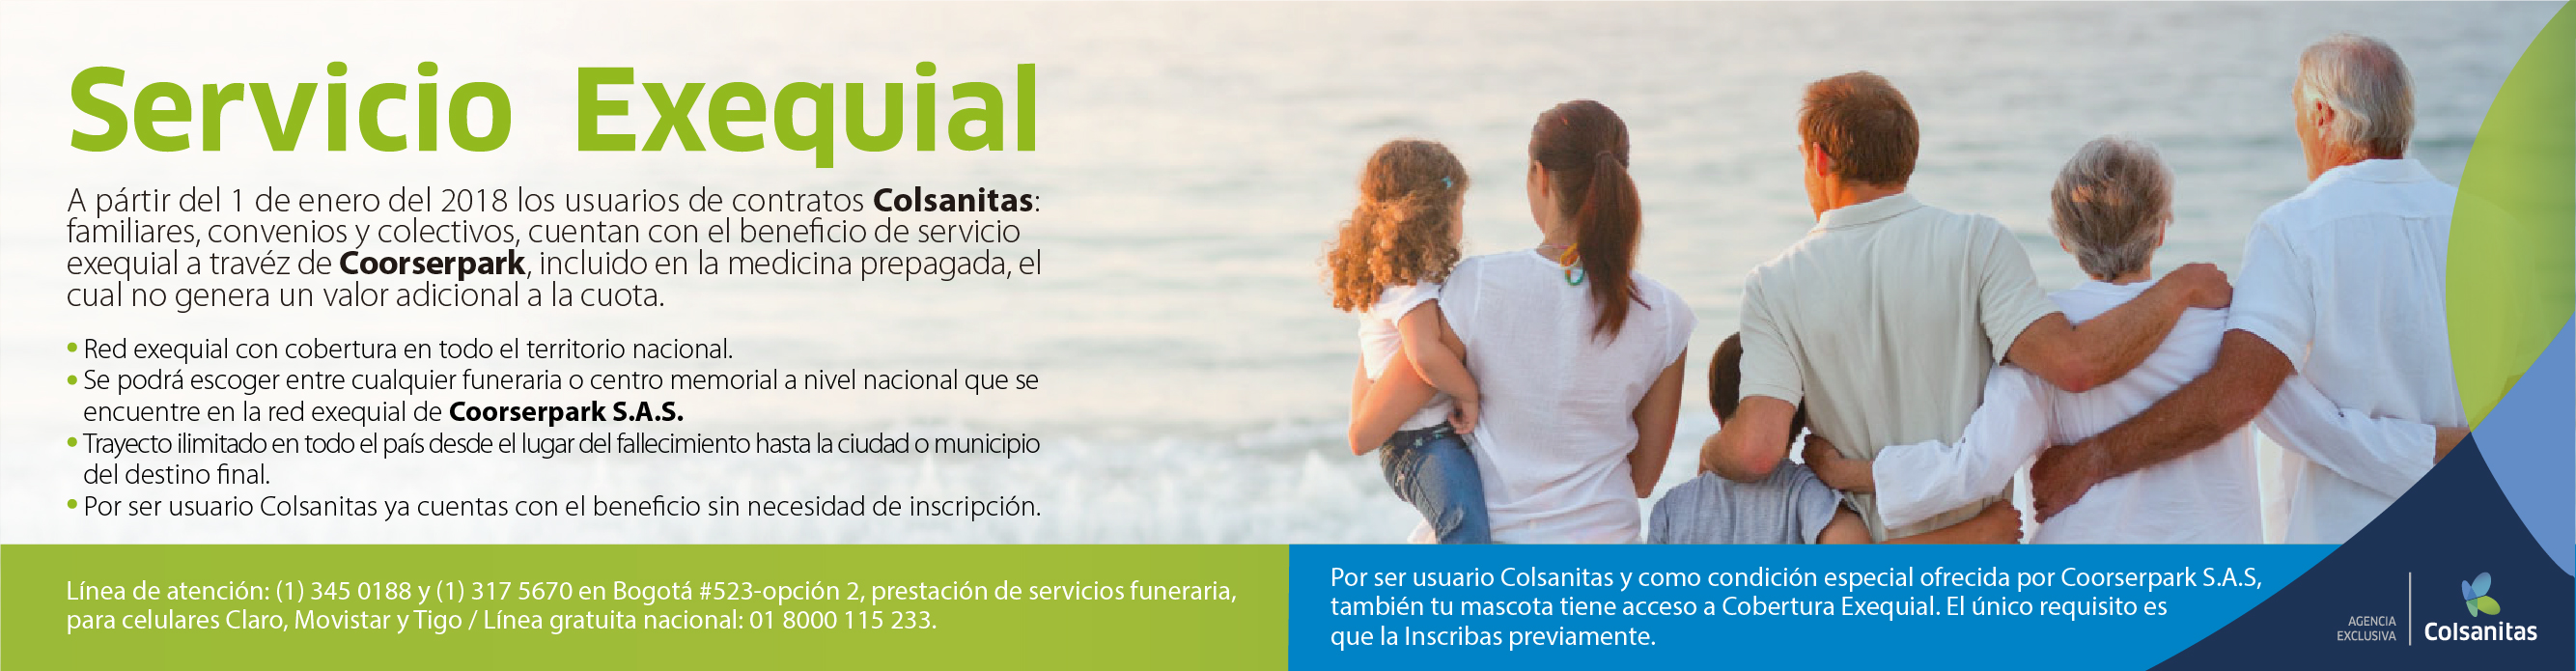 Servicio Exequial
A pártir del 1 de enero del 2018 los usuarios de contratos Colsanitas:
familiares, convenios y colectivos, cuentan con el beneficio de servicio
exequial a travéz de Coorserpark, incluido en la medicina prepagada, el
cual no genera un valor adicional a la cuota.
• Red exequial con cobertura en todo el territorio nacional.
• Se podrá escoger entre cualquier funeraria o centro memorial a nivel nacional que se
encuentre en la red exequial de Coorserpark S.A.S.
• Trayecto ilimitado en todo el país desde el lugar del fallecimiento hasta la ciudad o municipio
del destino final.
• Por ser usuario Colsanitas ya cuentas con el beneficio sin necesidad de inscripción.
Línea de atención: (1) 345 0188 y (1) 317 5670 en Bogotá #523-opción 2, prestación de servicios funeraria,
para celulares Claro, Movistar y Tigo / Línea gratuita nacional: 01 8000 115 233.
Por ser usuario Colsanitas y como condición especial ofrecida por Coorserpark S.A.S,
también tu mascota tiene acceso a Cobertura Exequial. El único requisito es
que la Inscribas previamente.
AGENCIA
EXCLUSIVA
Colsanitas